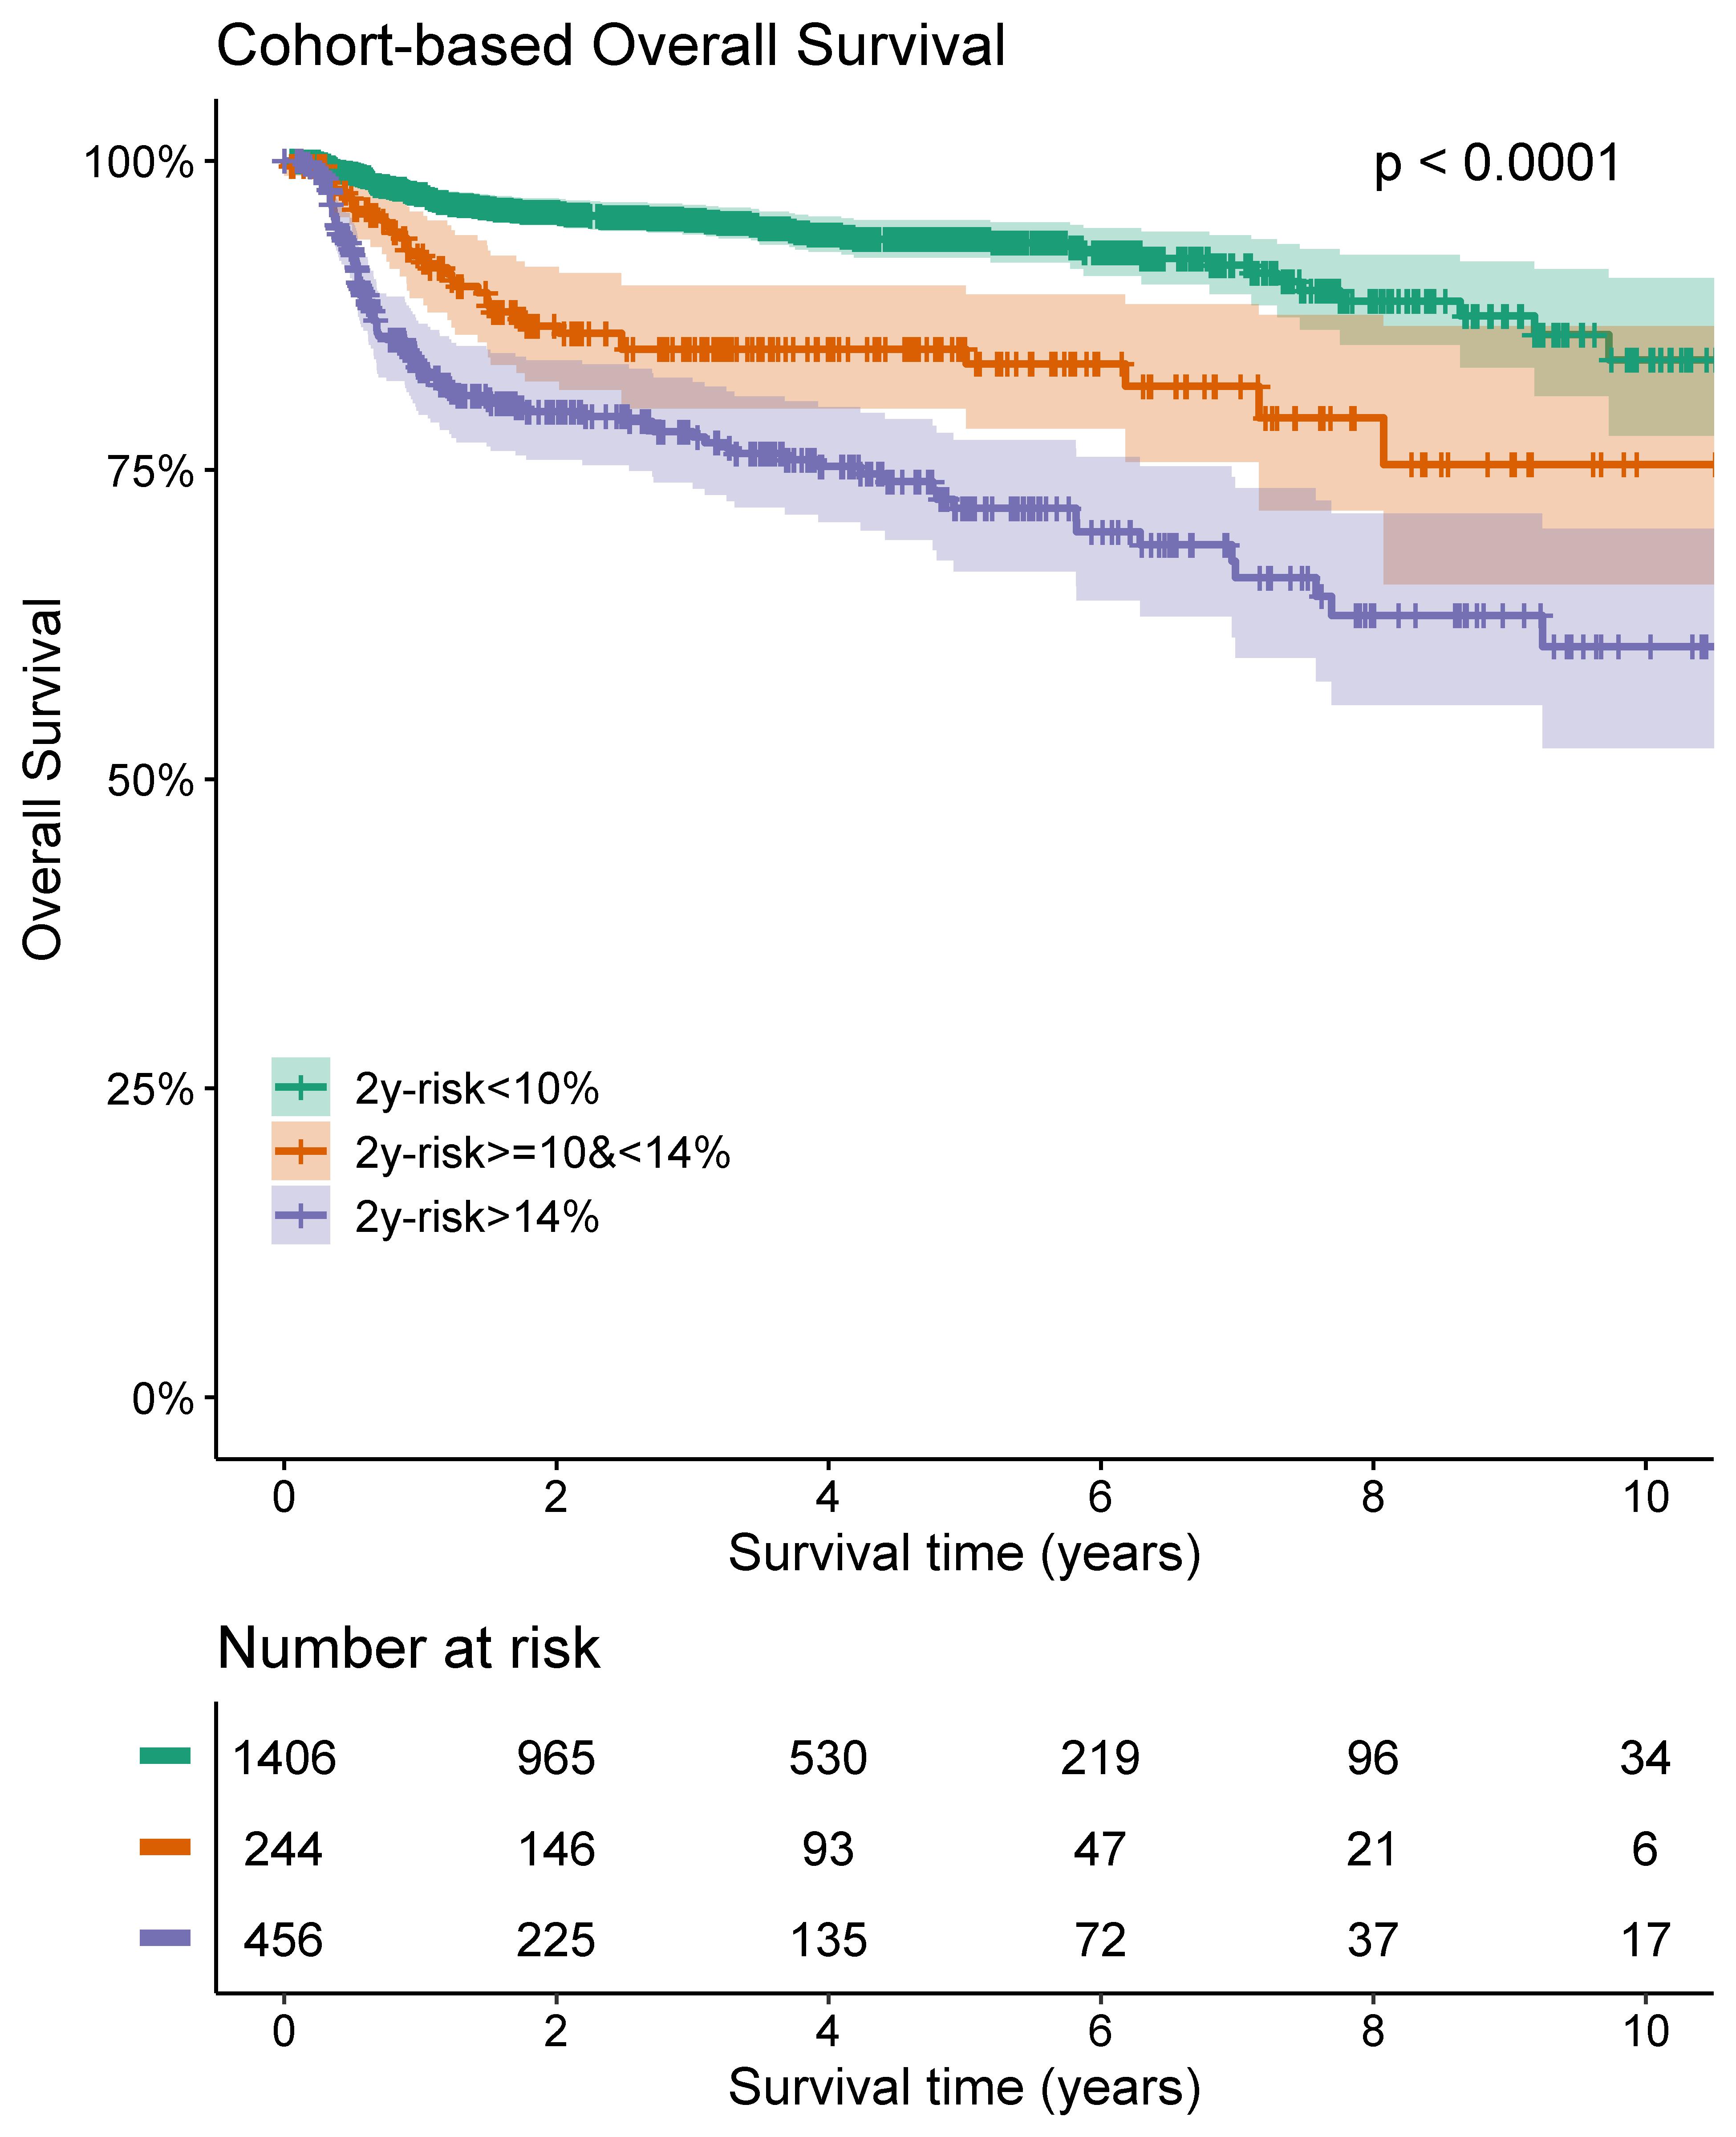 Cohort-based Overall Survival
p < 0.0001
100%
75%
50%
25%
0%
Overall Survival
2y-risk<10%
2y-risk>=10&<14%
2y-risk>14%
0 2 4 6 8 10
Survival time (years)
Number at risk
1406 965 530 219 96 34
244 146 93 47 21 6
456 225 135 72 37 17
0 2 4 6 8 10
Survival time (years)